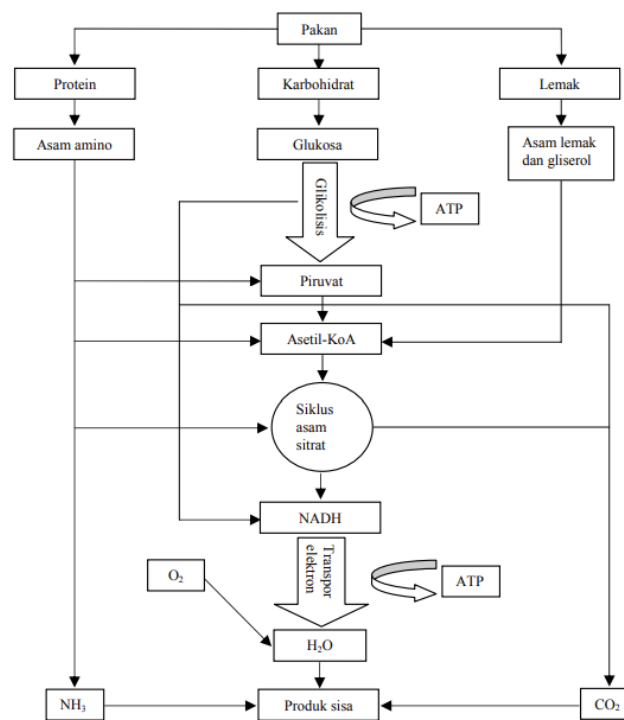 Pakan
Protein
Karbohidrat
Lemak
Asam amino
Glukosa
Asam lemak
dan gliserol
Glikolisis
ATP
Piruvat
Asetil-KoA
Siklus
asam
sitrat
NADH
Transpor
elektron
O₂
ATP
H₂O
NH₃
Produk sisa
CO₂